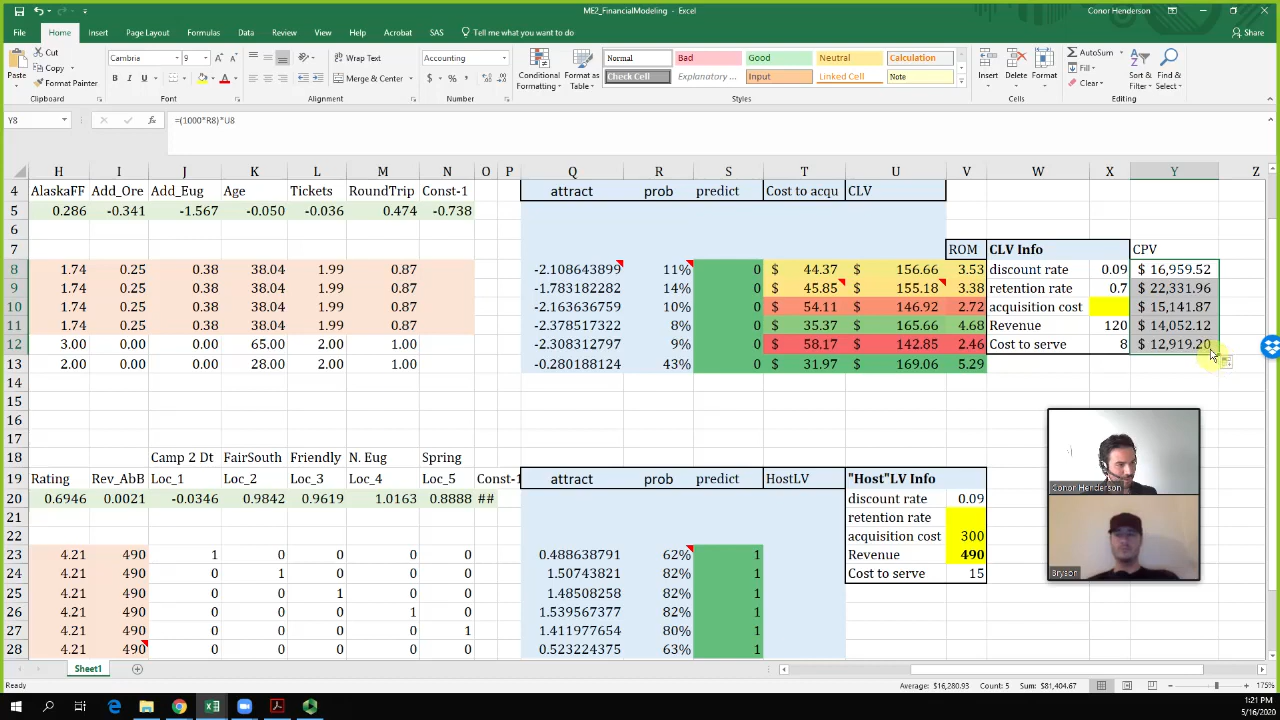 ME2_FinancialModeling - Excel
Conor Henderson
File Home Insert Page Layout Formulas Data Review View Help Acrobat SAS Tell me what you want to do Share
Paste Cut Copy Format Painter Clipboard
Cambria 9 B I U Font
Wrap Text Merge & Center Alignment
Accounting $ % Number
Conditional Formatting Format as Table
Normal Bad Good Neutral Calculation
Check Cell Explanatory ... Input Linked Cell Note
Styles
Insert Delete Format Cells
AutoSum Fill Clear Sort & Filter Find & Select Editing
Y8 fx =(1000*R8)*U8
H I J K L M N O P Q R S T U V W X Y Z
4 AlaskaFF Add_Ore Add_Eug Age Tickets RoundTrip Const-1 attract prob predict Cost to acqu CLV
5 0.286 -0.341 -1.567 -0.050 -0.036 0.474 -0.738
6
7 ROM CLV Info CPV
8 1.74 0.25 0.38 38.04 1.99 0.87 -2.108643899 11% 0 $ 44.37 $ 156.66 3.53 discount rate 0.09 $ 16,959.52
9 1.74 0.25 0.38 38.04 1.99 0.87 -1.783182282 14% 0 $ 45.85 $ 155.18 3.38 retention rate 0.7 $ 22,331.96
10 1.74 0.25 0.38 38.04 1.99 0.87 -2.163636759 10% 0 $ 54.11 $ 146.92 2.72 acquisition cost $ 15,141.87
11 1.74 0.25 0.38 38.04 1.99 0.87 -2.378517322 8% 0 $ 35.37 $ 165.66 4.68 Revenue 120 $ 14,052.12
12 3.00 0.00 0.00 65.00 2.00 1.00 -2.308312797 9% 0 $ 58.17 $ 142.85 2.46 Cost to serve 8 $ 12,919.20
13 2.00 0.00 0.00 28.00 2.00 1.00 -0.280188124 43% 0 $ 31.97 $ 169.06 5.29
14
15
16
17
18 Camp 2 Dt FairSouth Friendly N. Eug Spring
19 Rating Rev_AbB Loc_1 Loc_2 Loc_3 Loc_4 Loc_5 Const-1 attract prob predict HostLV "Host"LV Info
20 0.6946 0.0021 -0.0346 0.9842 0.9619 1.0163 0.8888 ## discount rate 0.09
21 retention rate
22 acquisition cost 300
23 4.21 490 1 0 0 0 0 0.488638791 62% 1 Revenue 490
24 4.21 490 0 1 0 0 0 1.50743821 82% 1 Cost to serve 15
25 4.21 490 0 0 1 0 0 1.48508258 82% 1
26 4.21 490 0 0 0 1 0 1.539567377 82% 1
27 4.21 490 0 0 0 0 1 1.411977654 80% 1
28 4.21 490 0 0 0 0 0 0.523224375 63% 1
Conor Henderson
Bryson
Sheet1
Ready Average: $16,280.93 Count: 5 Sum: $81,404.67 175%
1:21 PM
5/16/2020